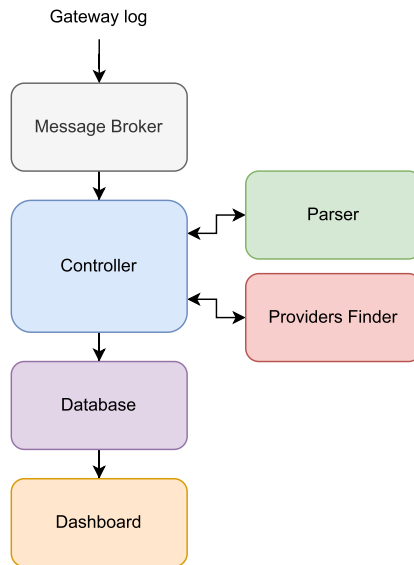 Gateway log
Message Broker
Parser
Controller
Providers Finder
Database
Dashboard